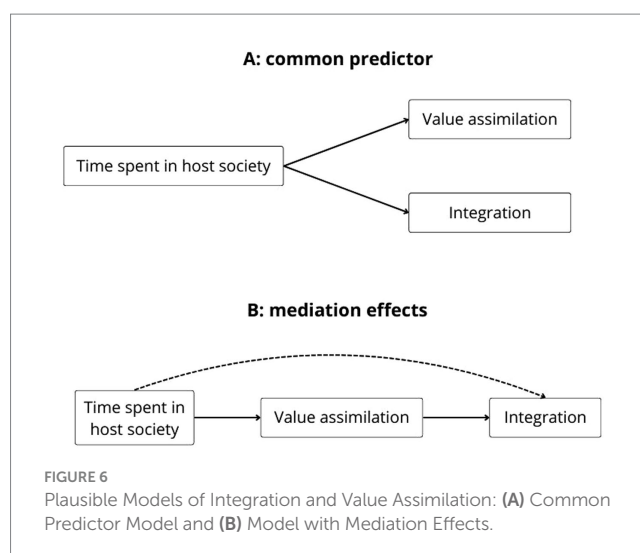 A: common predictor
Value assimilation
Time spent in host society
Integration
B: mediation effects
Time spent in
host society
Value assimilation
Integration
FIGURE 6
Plausible Models of Integration and Value Assimilation: (A) Common
Predictor Model and (B) Model with Mediation Effects.